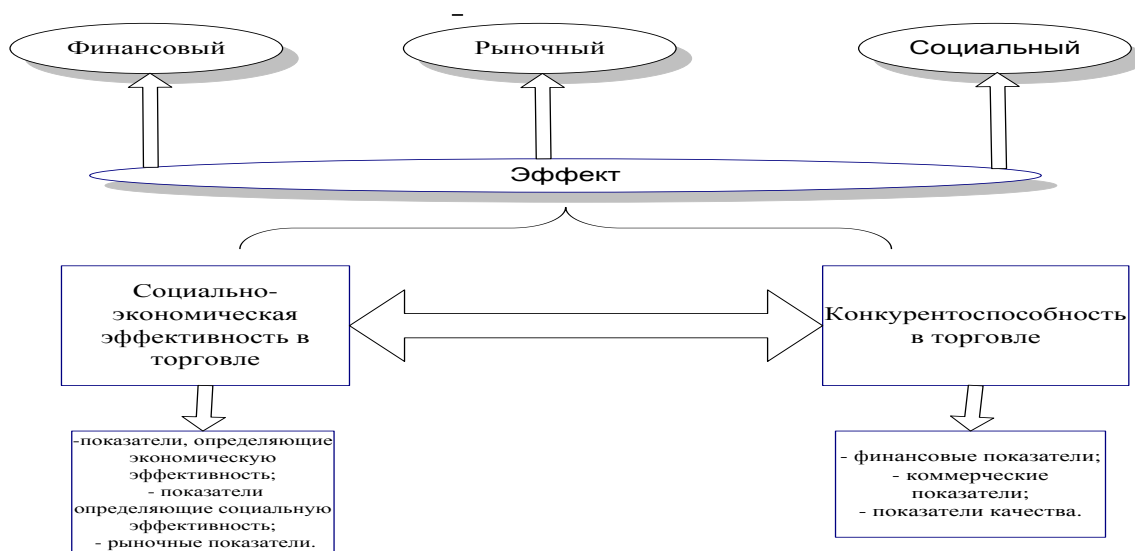 Финансовый
Рыночный
Социальный
Эффект
Социально-
экономическая
эффективность в
торговле
Конкурентоспособность
в торговле
-показатели, определяющие
экономическую
эффективность;
- показатели
определяющие социальную
эффективность;
- рыночные показатели.
- финансовые показатели;
- коммерческие
показатели;
- показатели качества.